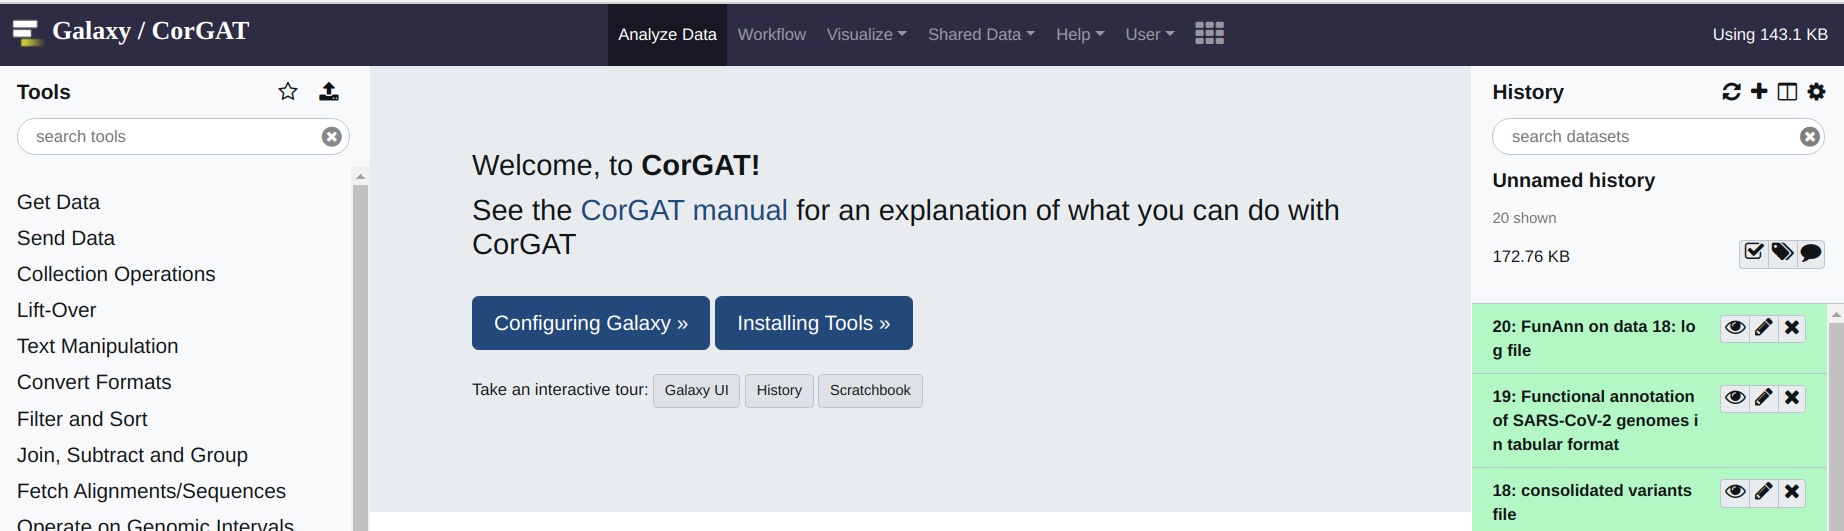 Galaxy / CorGAT
Analyze Data
Workflow
Visualize
Shared Data
Help
User
Using 143.1 KB
Tools
search tools
Get Data
Send Data
Collection Operations
Lift-Over
Text Manipulation
Convert Formats
Filter and Sort
Join, Subtract and Group
Fetch Alignments/Sequences
Operate on Genomic Intervals
Welcome, to CorGAT!
See the CorGAT manual for an explanation of what you can do with
CorGAT
Configuring Galaxy »
Installing Tools »
Take an interactive tour: Galaxy UI History Scratchbook
History
search datasets
Unnamed history
20 shown
172.76 KB
20: FunAnn on data 18: lo
g file
19: Functional annotation
of SARS-CoV-2 genomes i
n tabular format
18: consolidated variants
file